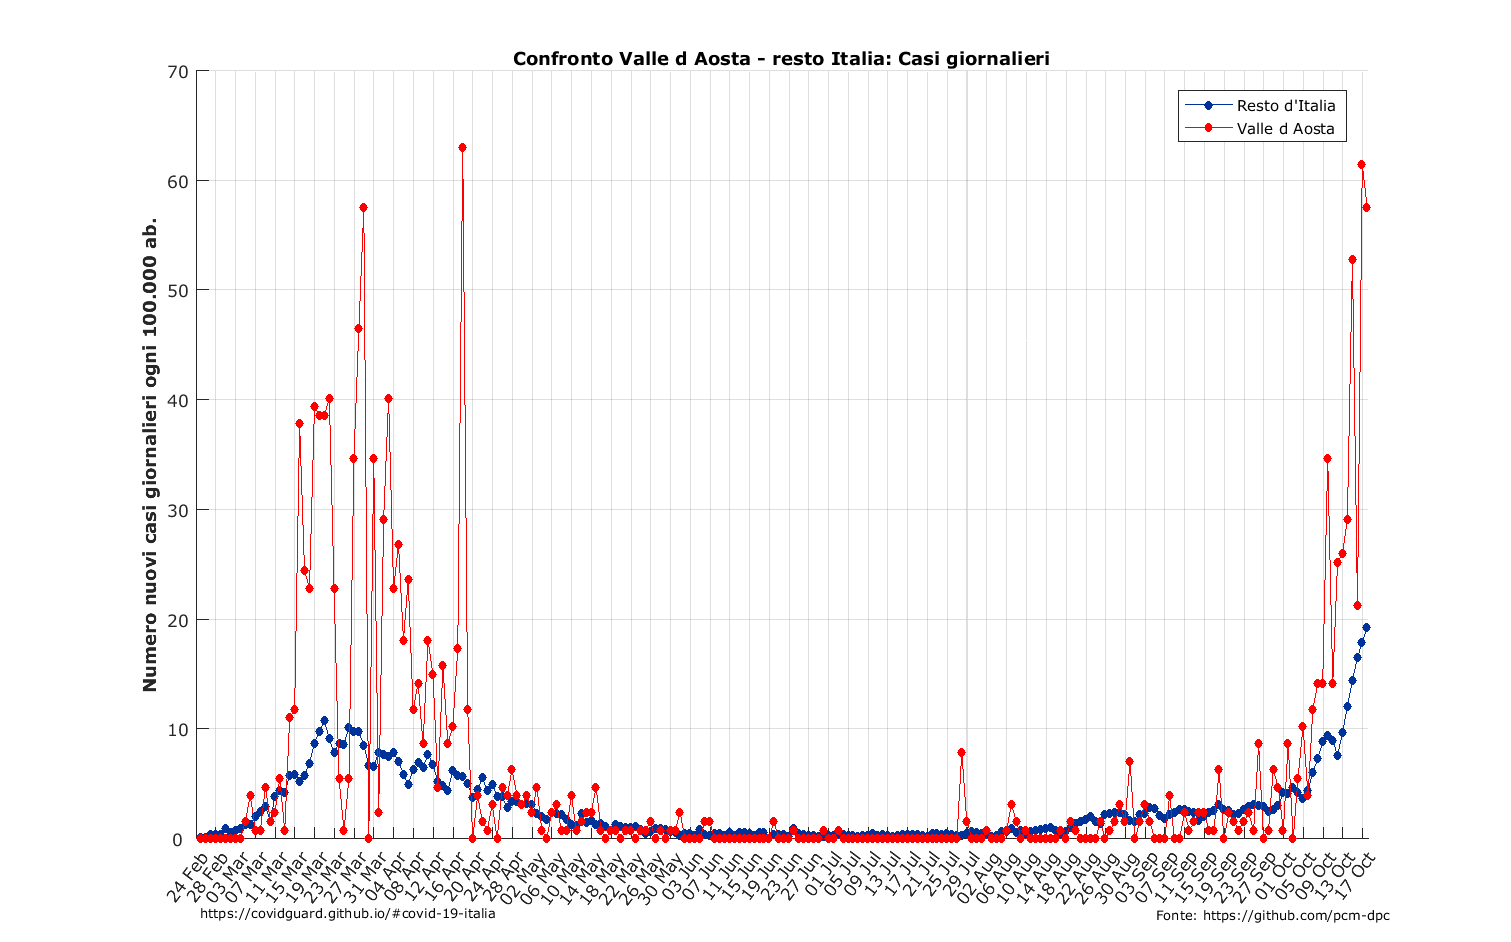 Confronto Valle d Aosta - resto Italia: Casi giornalieri
Resto d'Italia
Valle d Aosta
Numero nuovi casi giornalieri ogni 100.000 ab.
70
60
50
40
30
20
10
0
24 Feb
28 Feb
03 Mar
07 Mar
11 Mar
15 Mar
19 Mar
23 Mar
27 Mar
31 Mar
04 Apr
08 Apr
12 Apr
16 Apr
20 Apr
24 Apr
28 Apr
02 May
06 May
10 May
14 May
18 May
22 May
26 May
30 May
03 Jun
07 Jun
11 Jun
15 Jun
19 Jun
23 Jun
27 Jun
01 Jul
05 Jul
09 Jul
13 Jul
17 Jul
21 Jul
25 Jul
29 Jul
02 Aug
06 Aug
10 Aug
14 Aug
18 Aug
22 Aug
26 Aug
30 Aug
03 Sep
07 Sep
11 Sep
15 Sep
19 Sep
23 Sep
27 Sep
01 Oct
05 Oct
09 Oct
13 Oct
17 Oct
https://covidguard.github.io/#covid-19-italia
Fonte: https://github.com/pcm-dpc